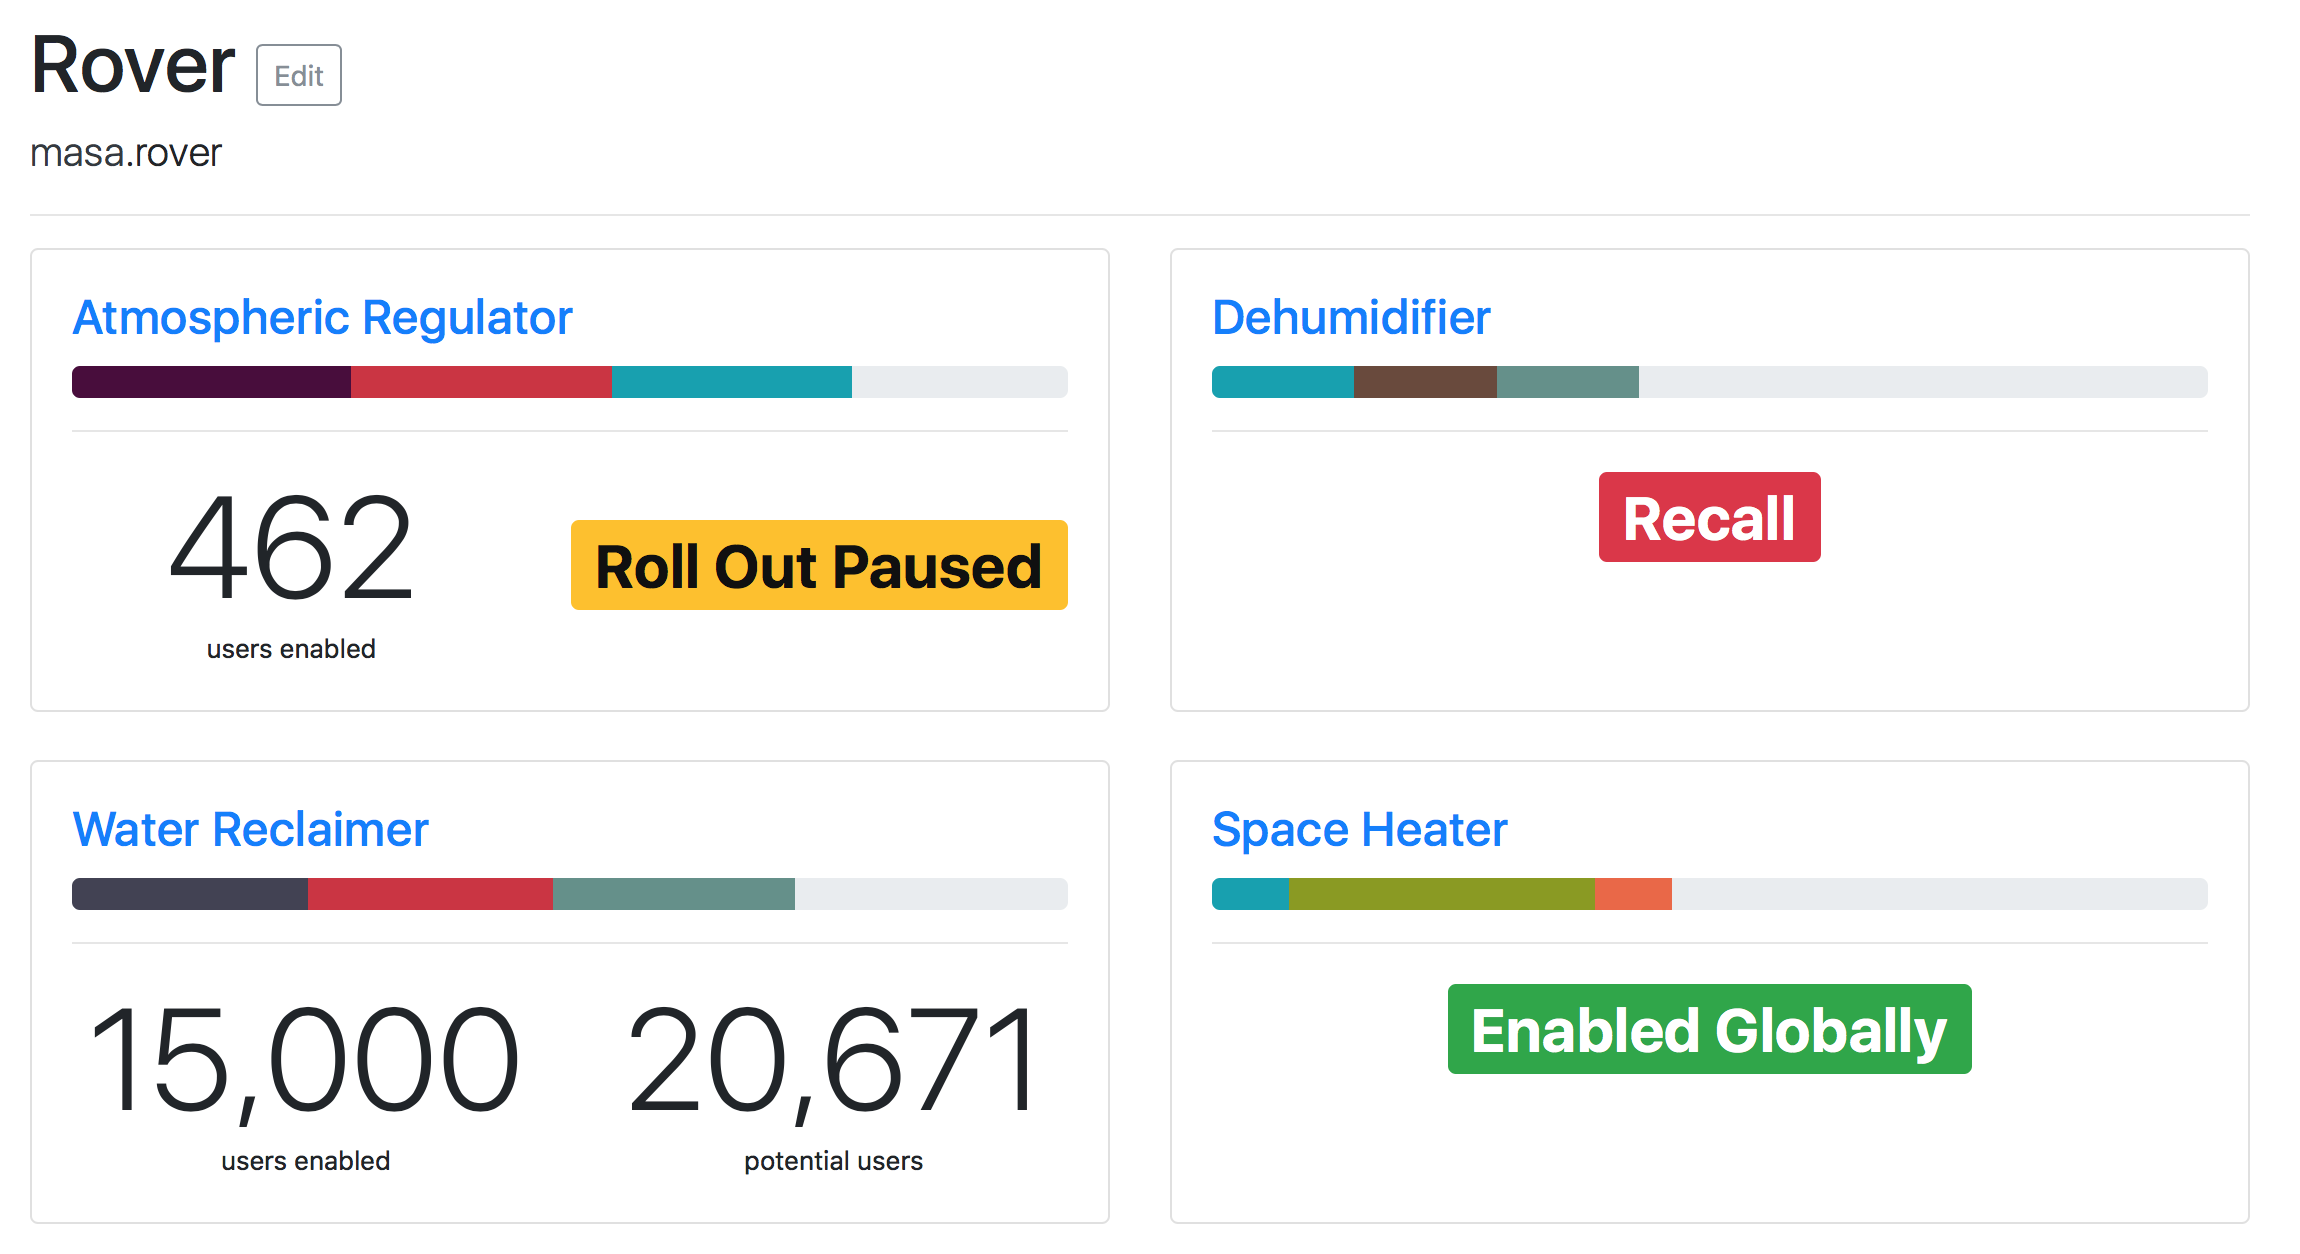 Rover Edit
masa.rover
Atmospheric Regulator
462
users enabled
Roll Out Paused
Dehumidifier
Recall
Water Reclaimer
15,000
users enabled
20,671
potential users
Space Heater
Enabled Globally